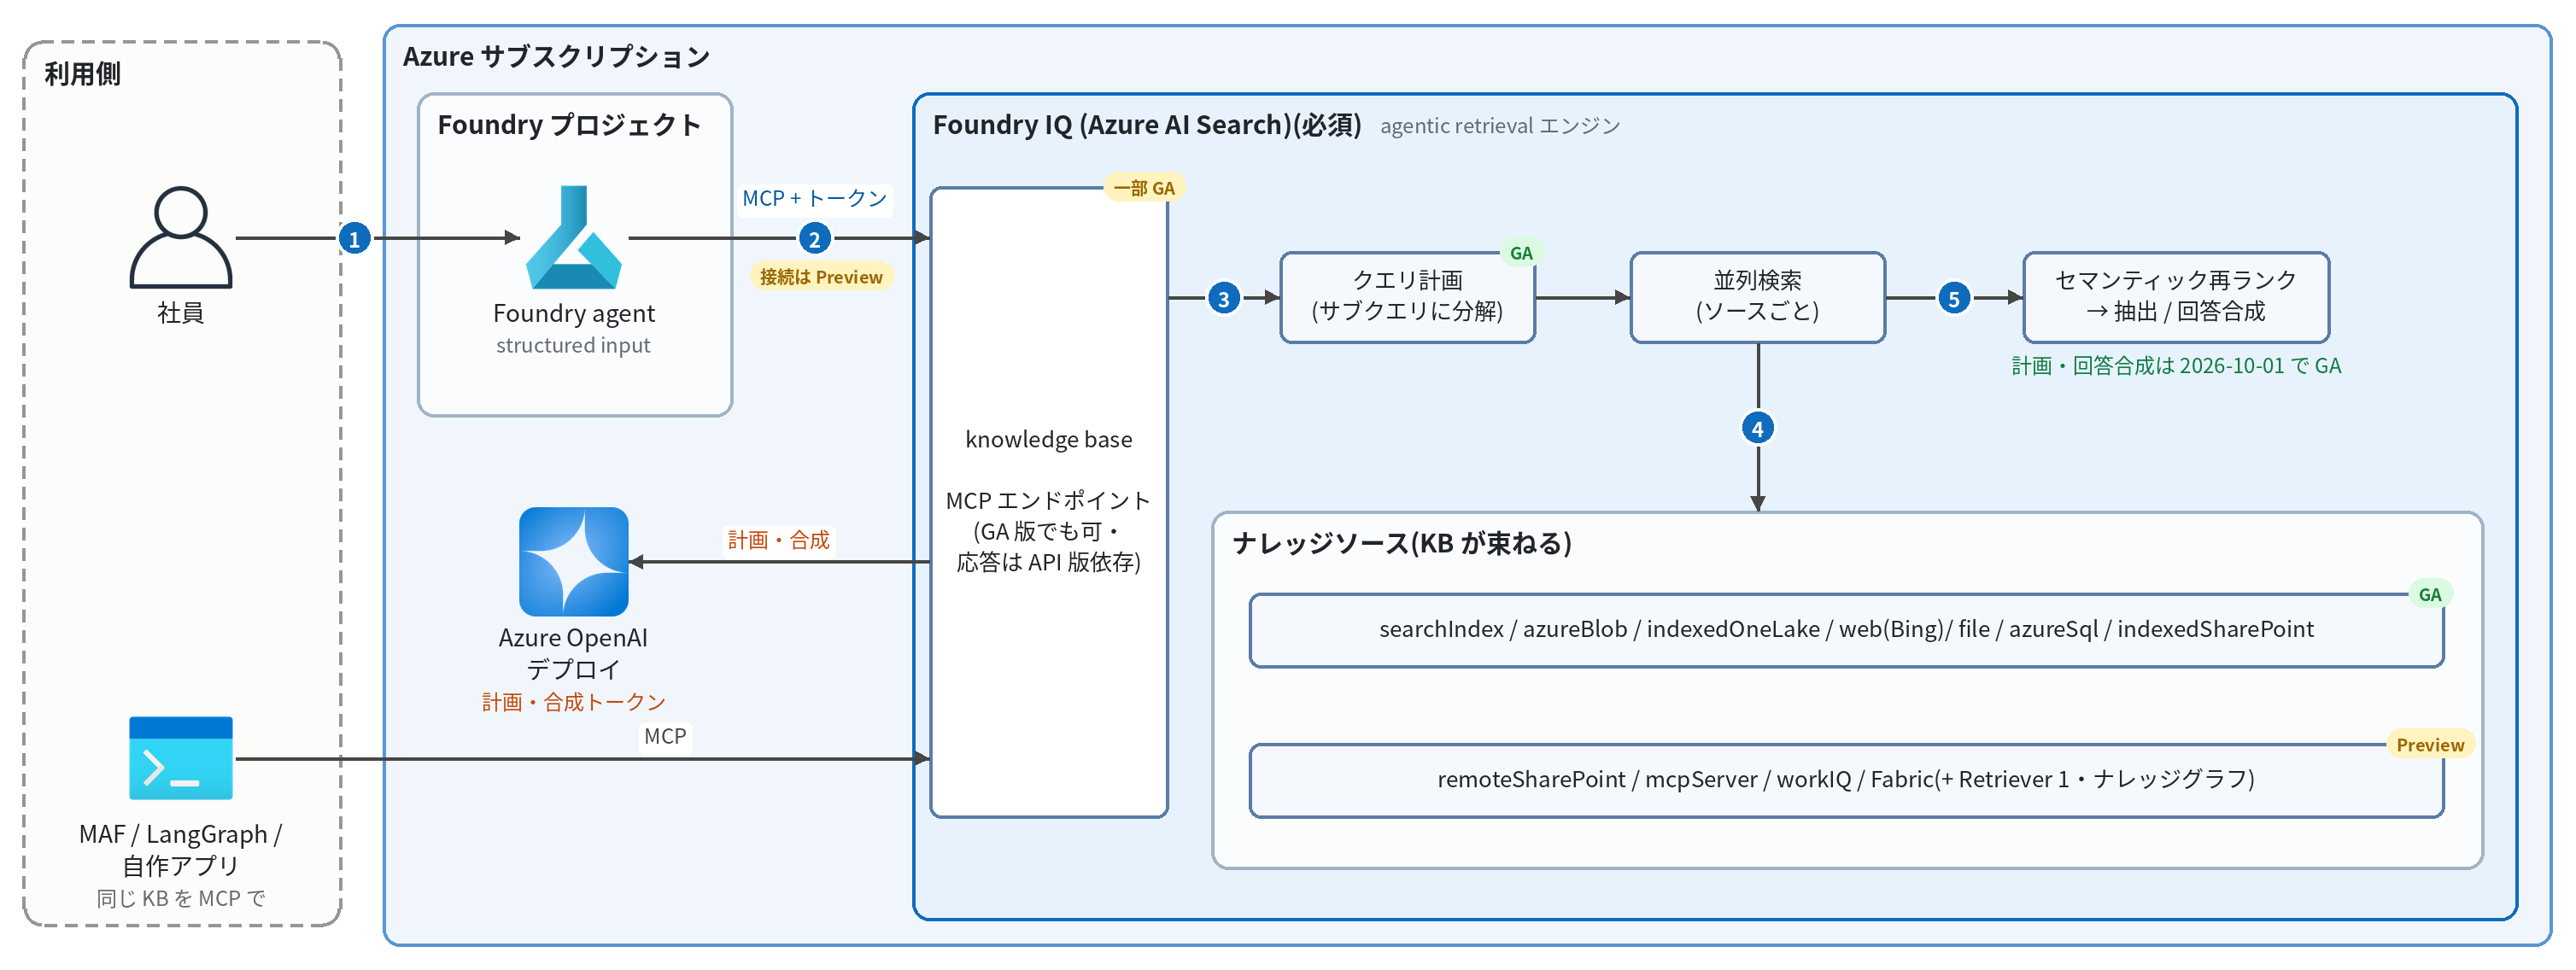 利用側
社員
MAF / LangGraph /
自作アプリ
同じ KB を MCP で
Azure サブスクリプション
Foundry プロジェクト
Foundry agent
structured input
1
MCP + トークン
2
接続は Preview
Azure OpenAI
デプロイ
計画・合成トークン
計画・合成
MCP
Foundry IQ (Azure AI Search)(必須) agentic retrieval エンジン
一部 GA
knowledge base
MCP エンドポイント
(GA 版でも可・
応答は API 版依存)
3
GA
クエリ計画
(サブクエリに分解)
並列検索
(ソースごと)
5
セマンティック再ランク
→ 抽出 / 回答合成
計画・回答合成は 2026-10-01 で GA
4
ナレッジソース(KB が束ねる)
GA
searchIndex / azureBlob / indexedOneLake / web(Bing)/ file / azureSql / indexedSharePoint
Preview
remoteSharePoint / mcpServer / workIQ / Fabric(+ Retriever 1・ナレッジグラフ)